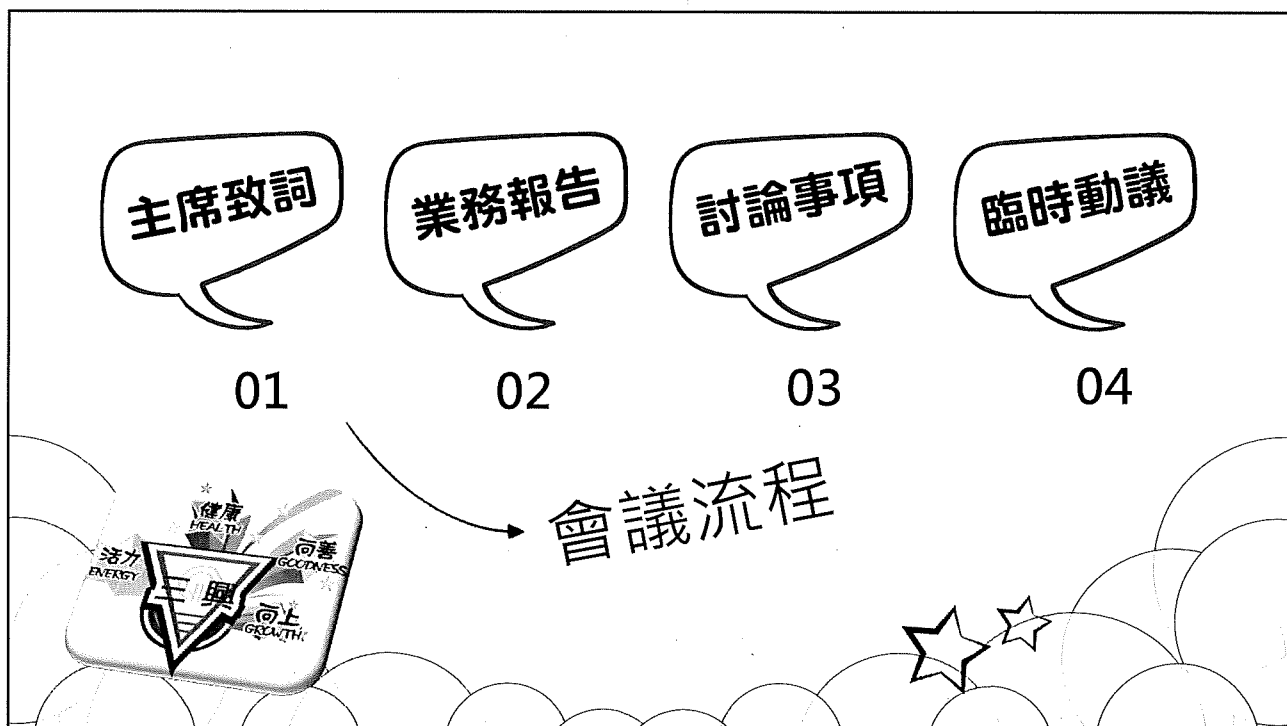 主席致詞
業務報告
討論事項
臨時動議
01
02
03
04
會議流程
健康
HEALTH
活力
ENERGY
向善
GOODNESS
三興
向上
GROWTH